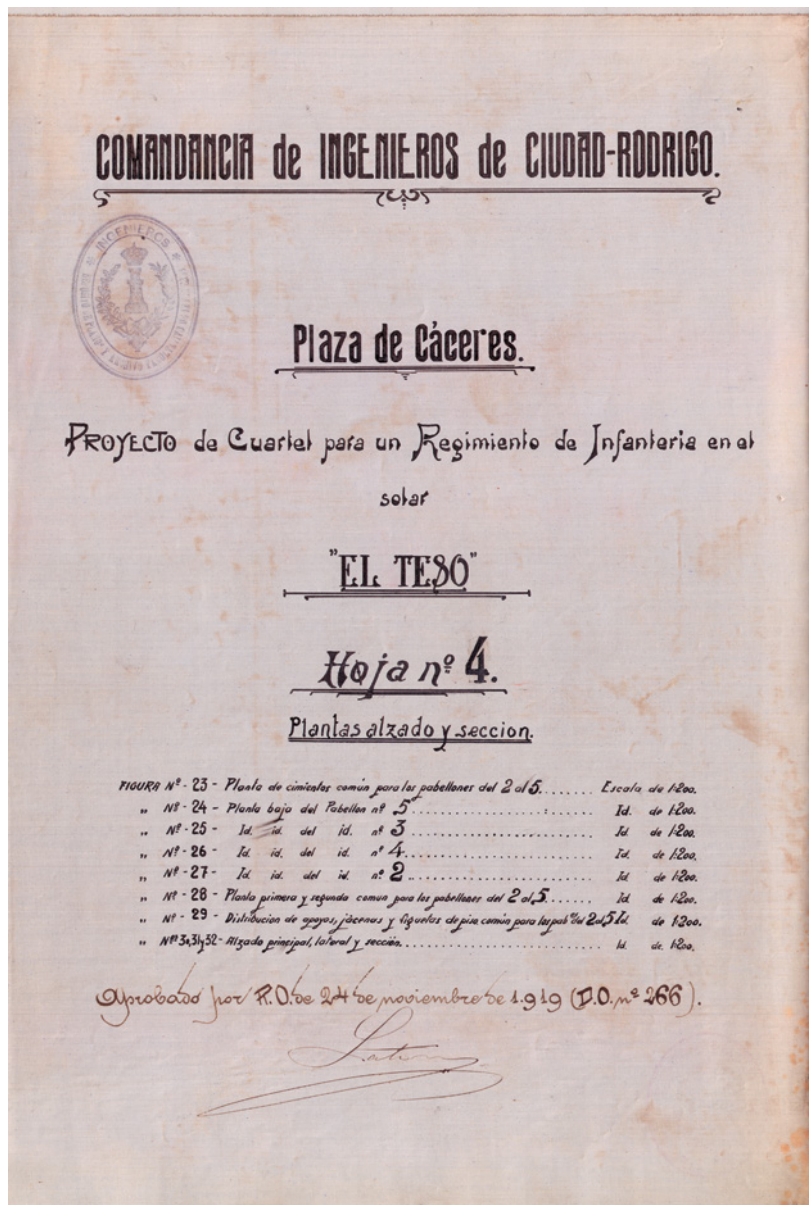 COMANDANCIA de INGENIEROS de CIUDAD-RODRIGO.
INGENIEROS
Plaza de Cáceres.
PROYECTO de Cuartel para un Regimiento de Infantería en el
solar
"EL TESO"
Hoja nº 4.
Plantas alzado y seccion.
FIGURA Nº - 23 - Planta de cimientos común para los pabellones del 2 al 5....... Escala de 1:200.
„ Nº - 24 - Planta baja del Pabellon nº 5................ Id. de 1:200.
„ Nº - 25 - Id. id. del id. nº 3................ Id. de 1:200.
„ Nº - 26 - Id. id. del id. nº 4................ Id. de 1:200.
„ Nº - 27 - Id. id. del id. nº 2................ Id. de 1:200.
„ Nº - 28 - Planta primera y segunda común para los pabellones del 2 al 5....... Id. de 1:200.
„ Nº - 29 - Distribucion de apoyos, jácenas y viguetas de piso común para los pabes del 2 al 5 Id. de 1:200.
„ Nos 30,31 y 32 - Alzado principal, lateral y sección................ Id. de 1:200.
Aprobado por R.O. de 24 de noviembre de 1.919 (D.O. nº 266).